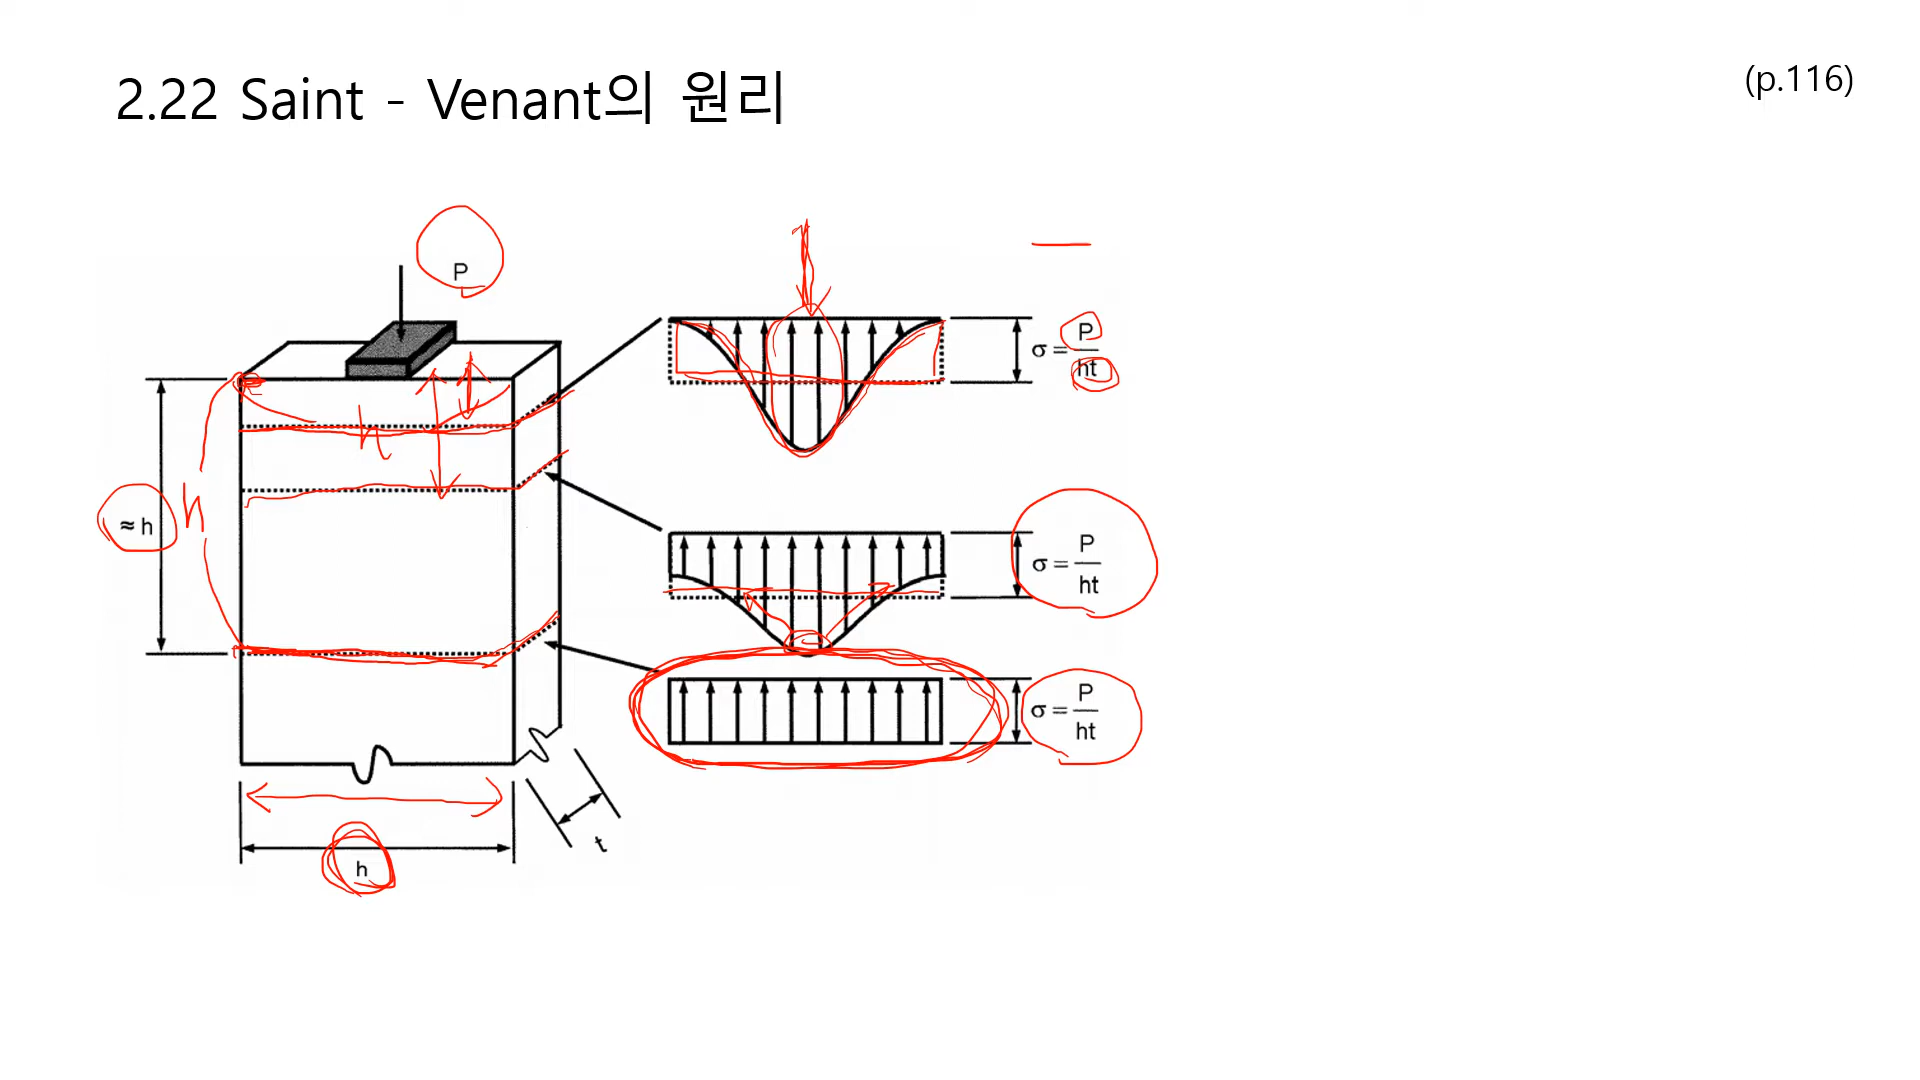 2.22 Saint - Venant의 원리
(p.116)
P
σ = P/ht
h
≈ h
h
σ = P/ht
σ = P/ht
t
h